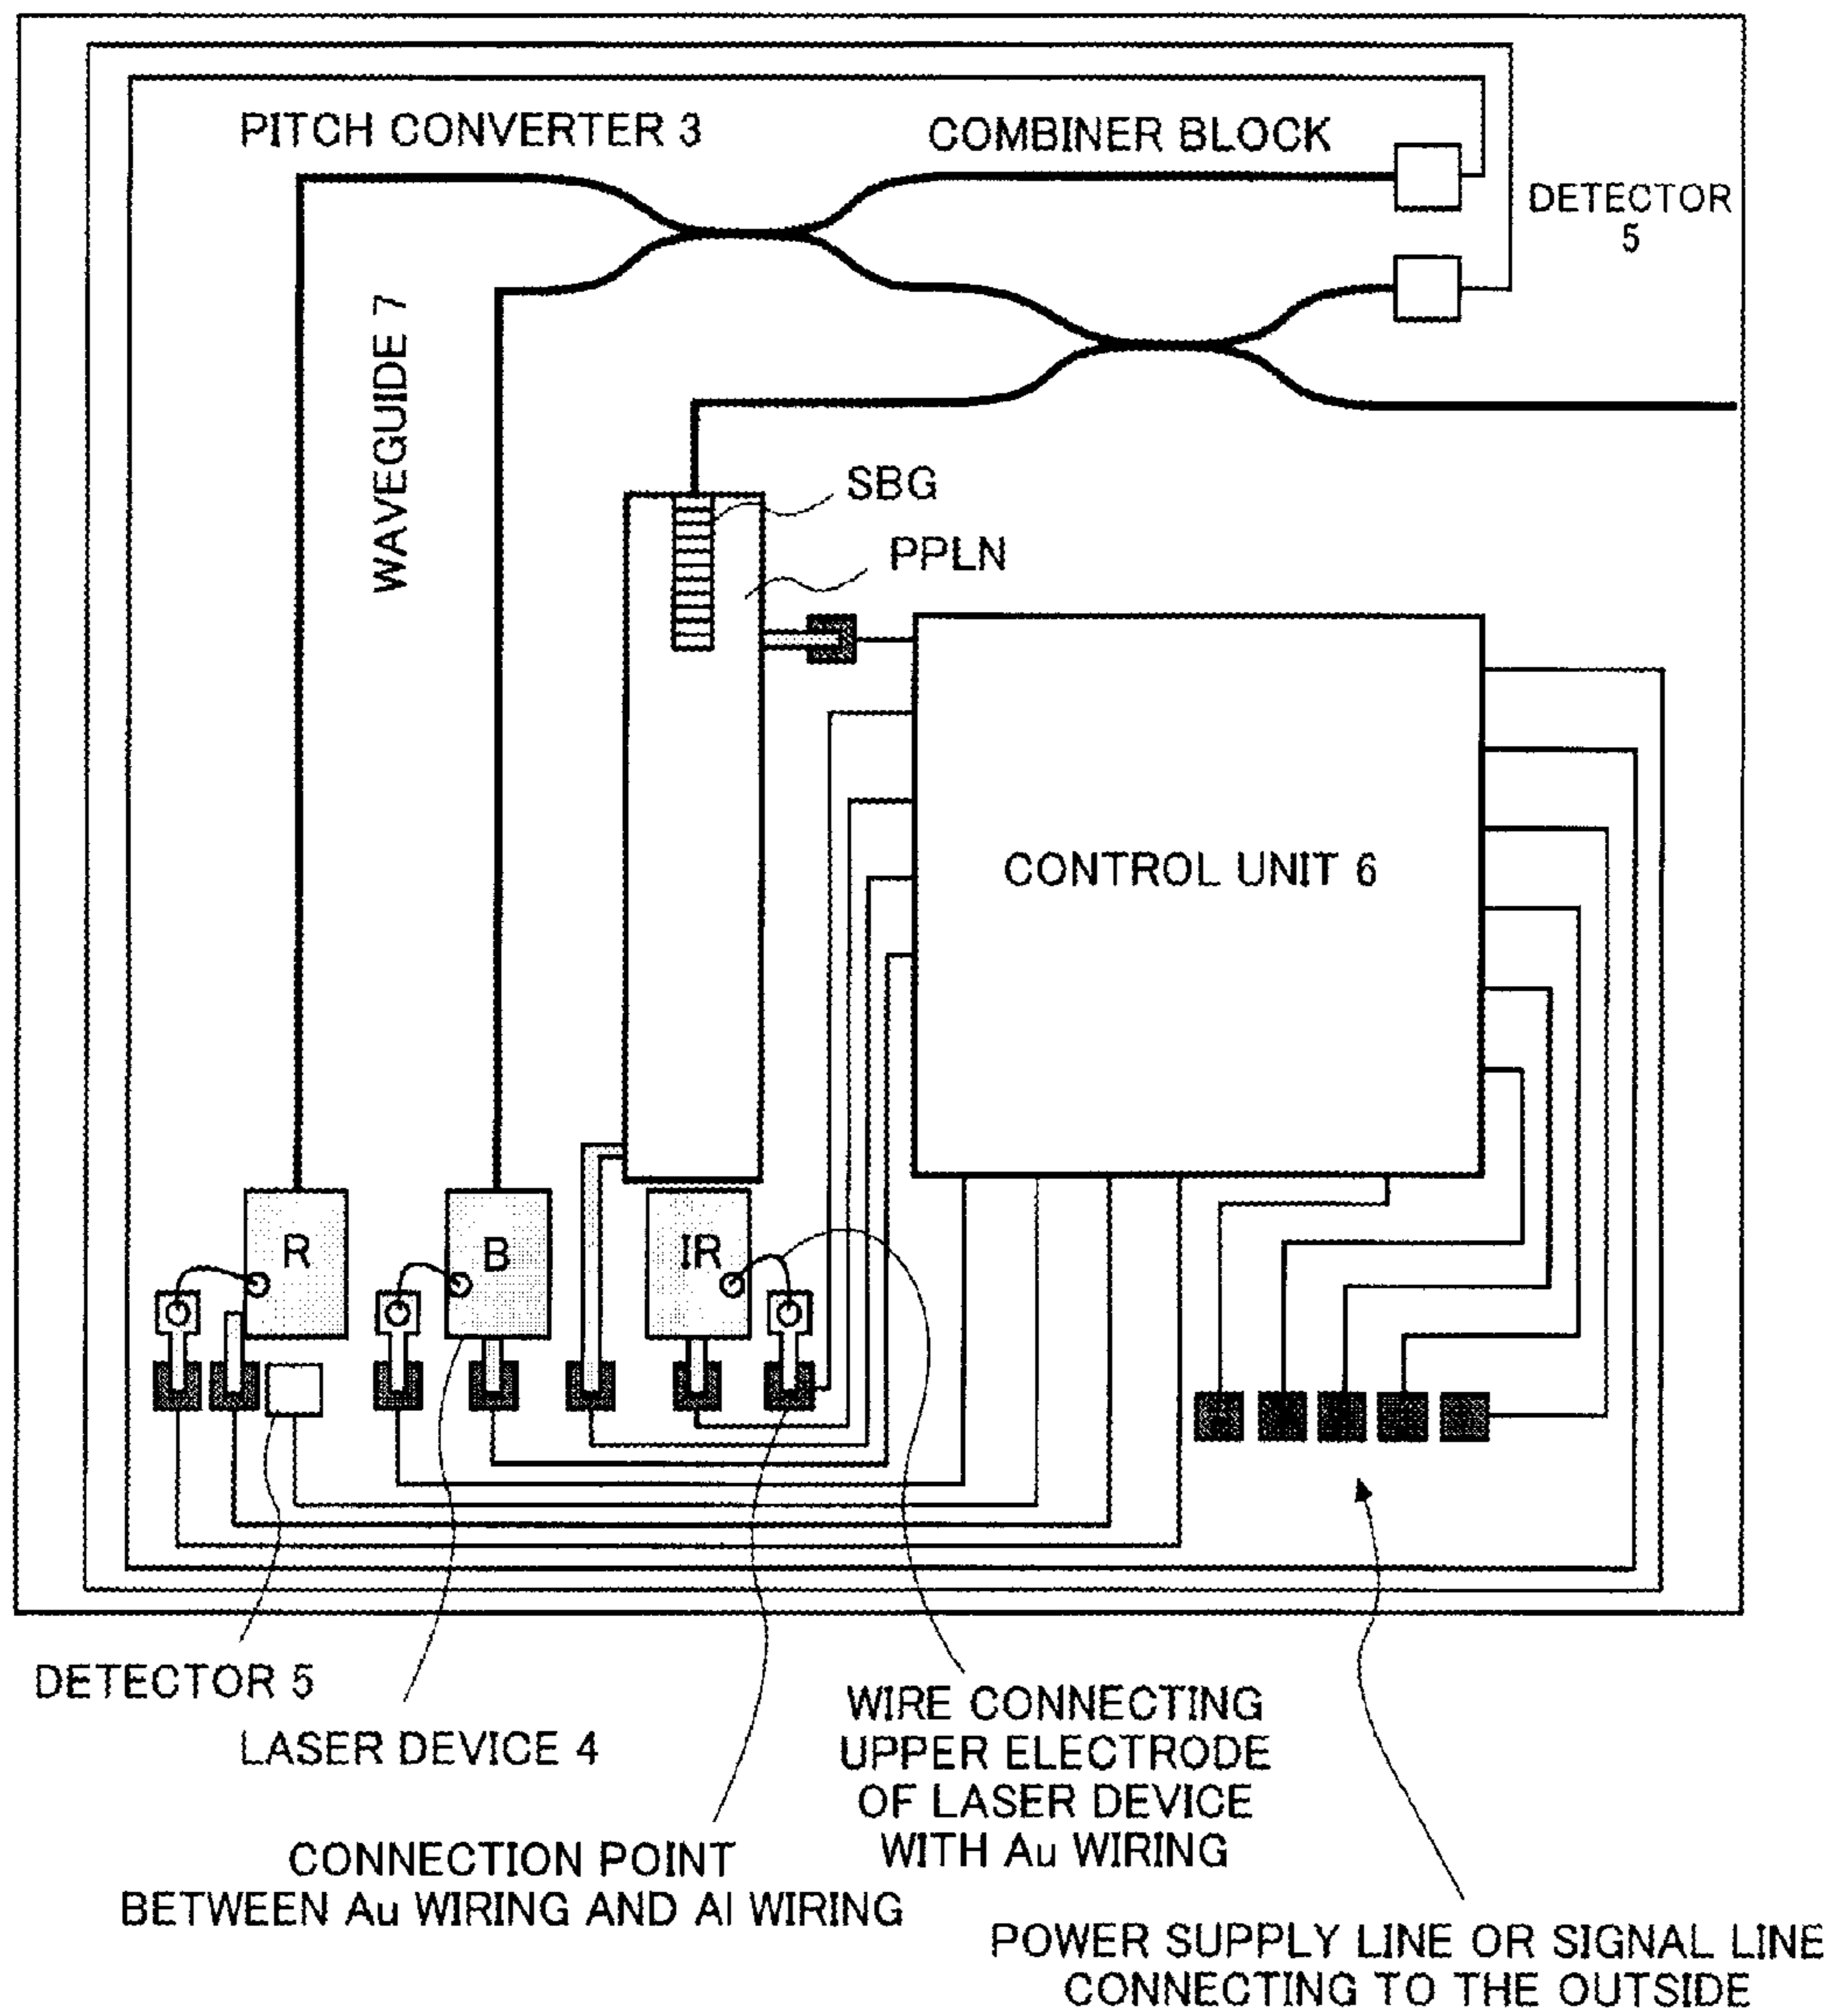 PITCH CONVERTER 3
COMBINER BLOCK
DETECTOR
5
WAVEGUIDE 7
SBG
PPLN
CONTROL UNIT 6
R
B
IR
DETECTOR 5
LASER DEVICE 4
WIRE CONNECTING
UPPER ELECTRODE
OF LASER DEVICE
WITH Au WIRING
CONNECTION POINT
BETWEEN Au WIRING AND Al WIRING
POWER SUPPLY LINE OR SIGNAL LINE
CONNECTING TO THE OUTSIDE